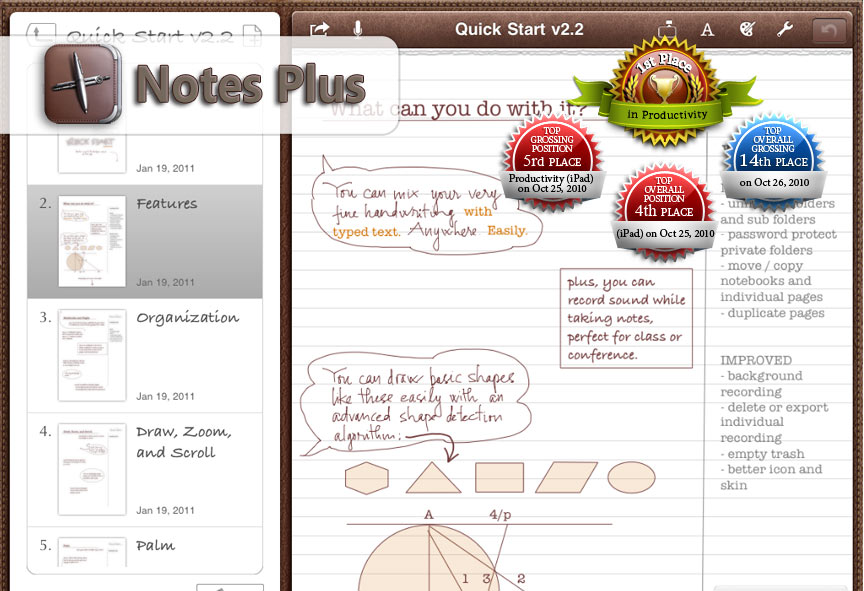 Quick Start v2.2
Notes Plus
Jan 19, 2011
2.
Features
Jan 19, 2011
3.
Organization
Jan 19, 2011
4.
Draw, Zoom,
and Scroll
Jan 19, 2011
5.
Palm
Quick Start v2.2
A
What can you do with it?
1st Place
in Productivity
TOP
GROSSING
POSITION
5rd PLACE
Productivity (iPad)
on Oct 25, 2010
TOP
OVERALL
GROSSING
14th PLACE
on Oct 26, 2010
TOP
OVERALL
POSITION
4th PLACE
(iPad) on Oct 25, 2010
You can mix your very
fine handwriting with
typed text. Anywhere. Easily.
plus, you can
record sound while
taking notes,
perfect for class or
conference.
You can draw basic shapes
like these easily with an
advanced shape detection
algorithm:
A
4/p
1
3
2
and sub folders
- password protect
private folders
- move / copy
notebooks and
individual pages
- duplicate pages
IMPROVED
- background
recording
- delete or export
individual
recording
- empty trash
- better icon and
skin